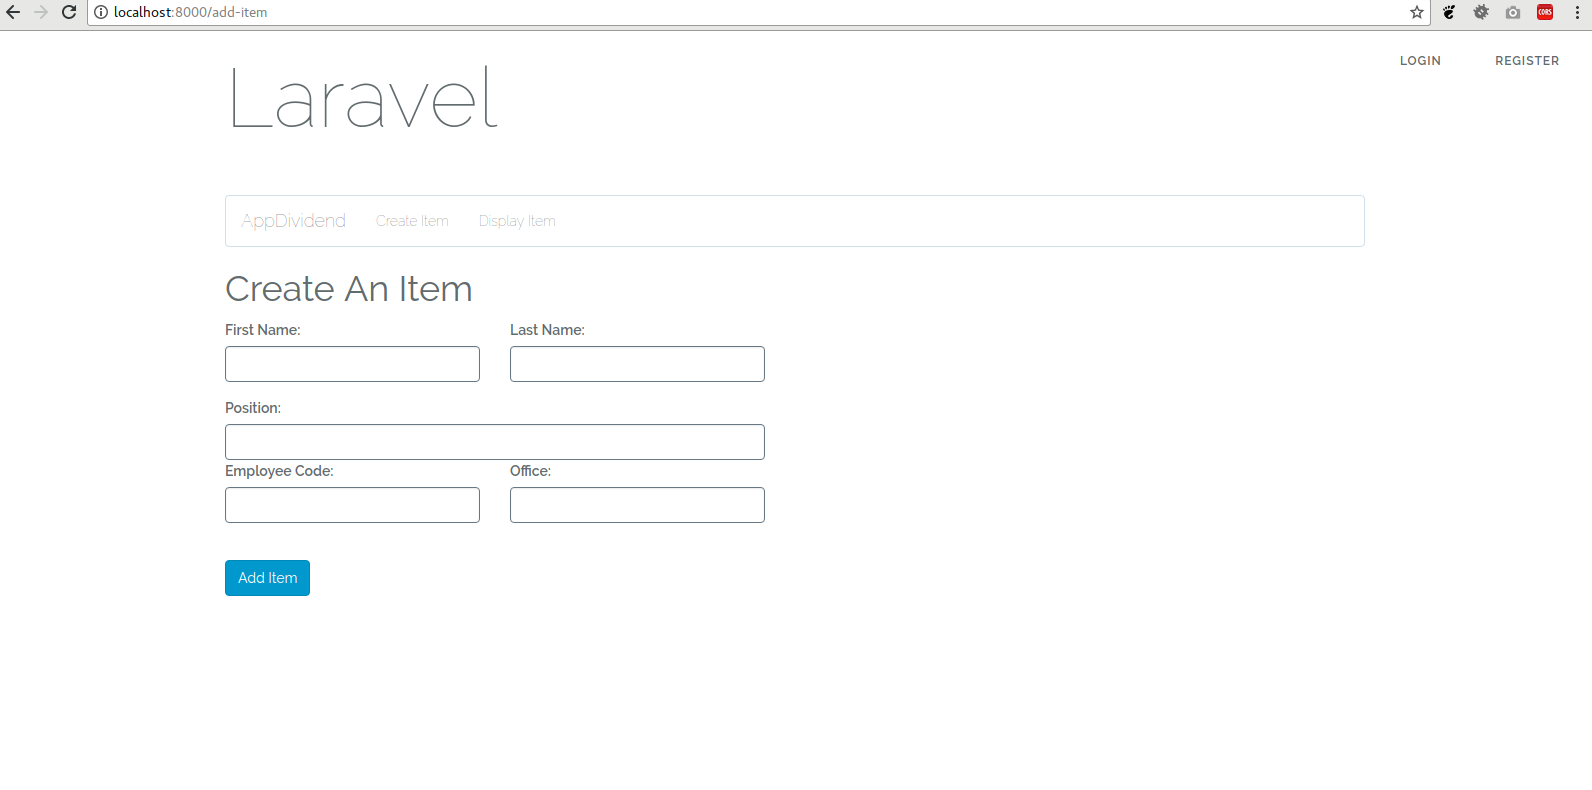 localhost:8000/add-item
CORS
LOGIN REGISTER
Laravel
AppDividend Create Item Display Item
Create An Item
First Name: Last Name:
Position:
Employee Code: Office:
Add Item